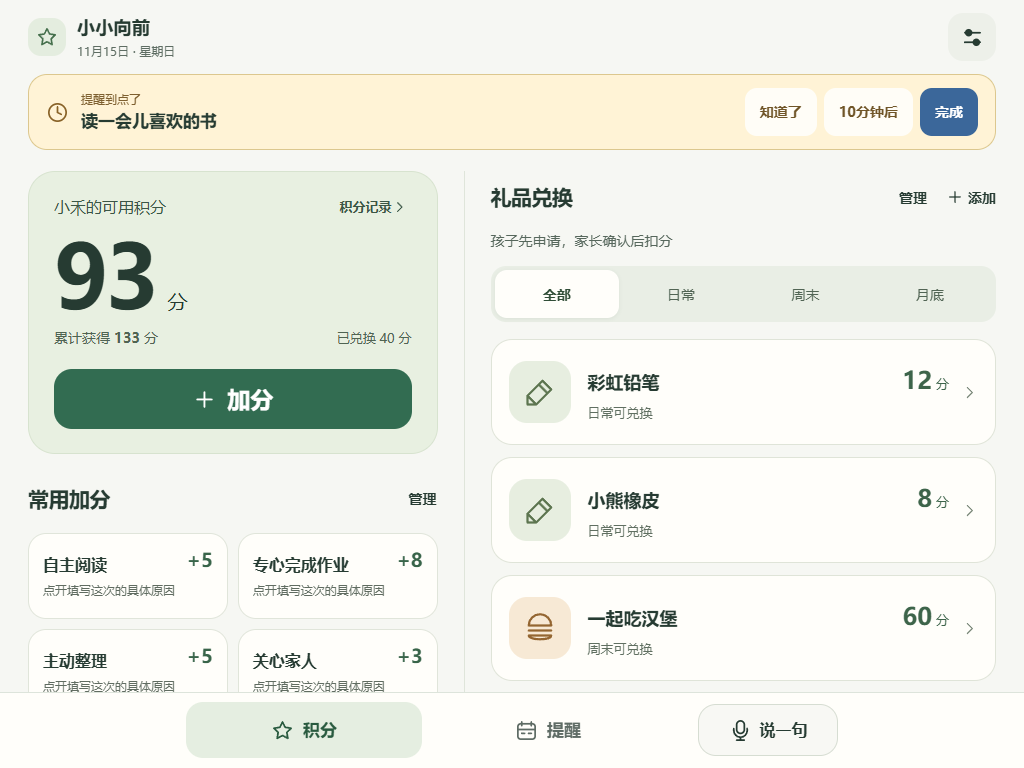 小小向前
11月15日 · 星期日
提醒到点了
读一会儿喜欢的书
知道了
10分钟后
完成
小禾的可用积分
积分记录
93 分
累计获得 133 分
已兑换 40 分
加分
常用加分
管理
自主阅读
+5
点开填写这次的具体原因
专心完成作业
+8
点开填写这次的具体原因
主动整理
+5
点开填写这次的具体原因
关心家人
+3
点开填写这次的具体原因
礼品兑换
管理
添加
孩子先申请，家长确认后扣分
全部
日常
周末
月底
彩虹铅笔
12 分
日常可兑换
小熊橡皮
8 分
日常可兑换
一起吃汉堡
60 分
周末可兑换
积分
提醒
说一句